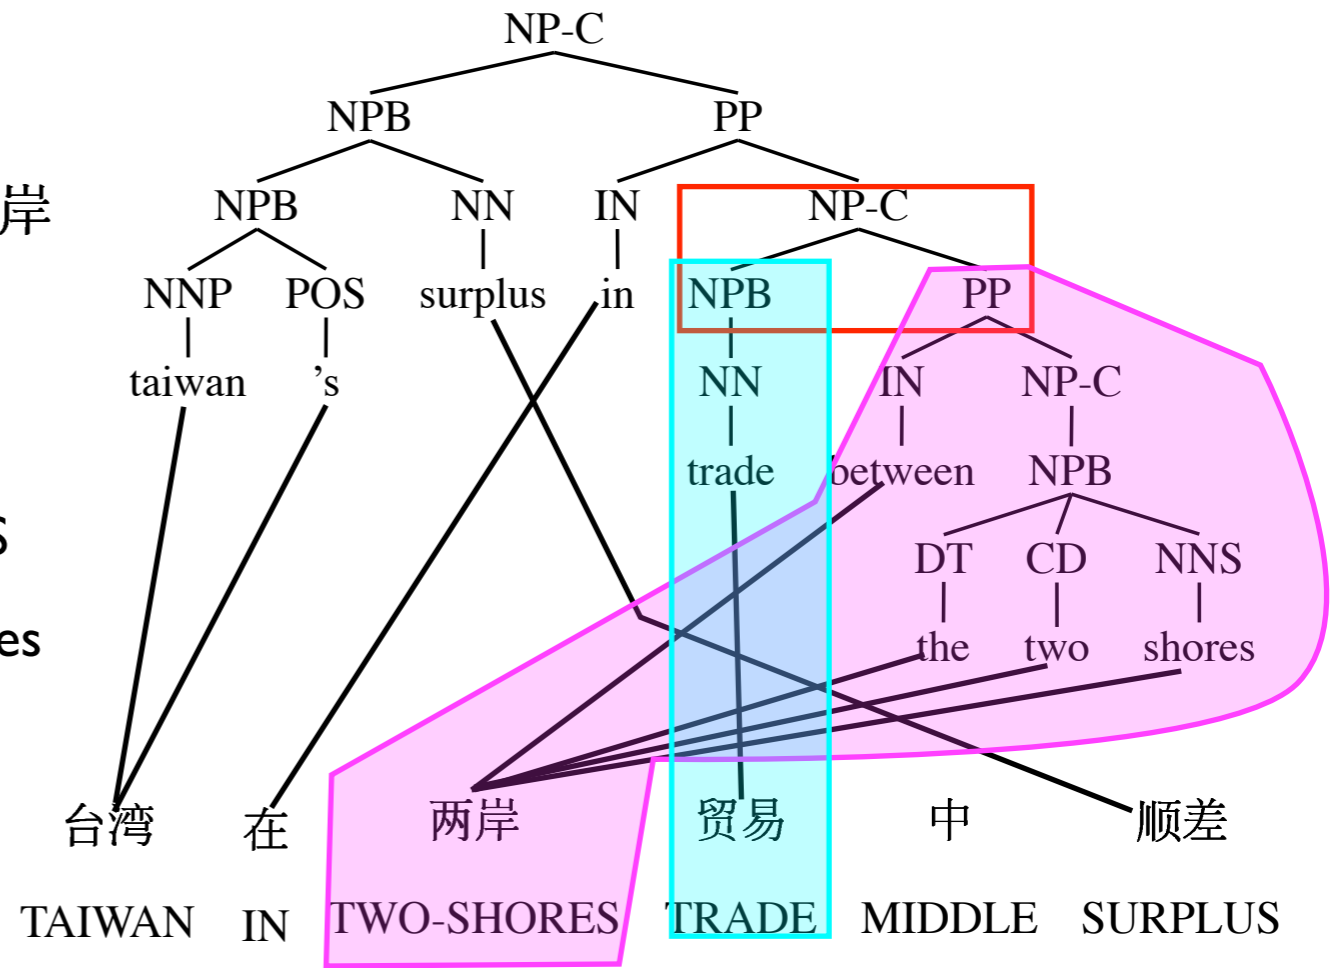 NP-C
NPB PP
岸 NPB NN IN NP-C
NNP POS surplus in NPB PP
taiwan 's NN IN NP-C
trade between NPB
S DT CD NNS
es the two shores
台湾 在 两岸 贸易 中 顺差
TAIWAN IN TWO-SHORES TRADE MIDDLE SURPLUS